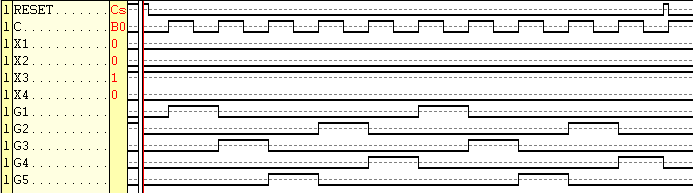 1 RESET.... Cs
1 C............ B0
1 X1........... 0
1 X2........... 0
1 X3........... 1
1 X4........... 0
1 G1...........
1 G2...........
1 G3...........
1 G4...........
1 G5...........